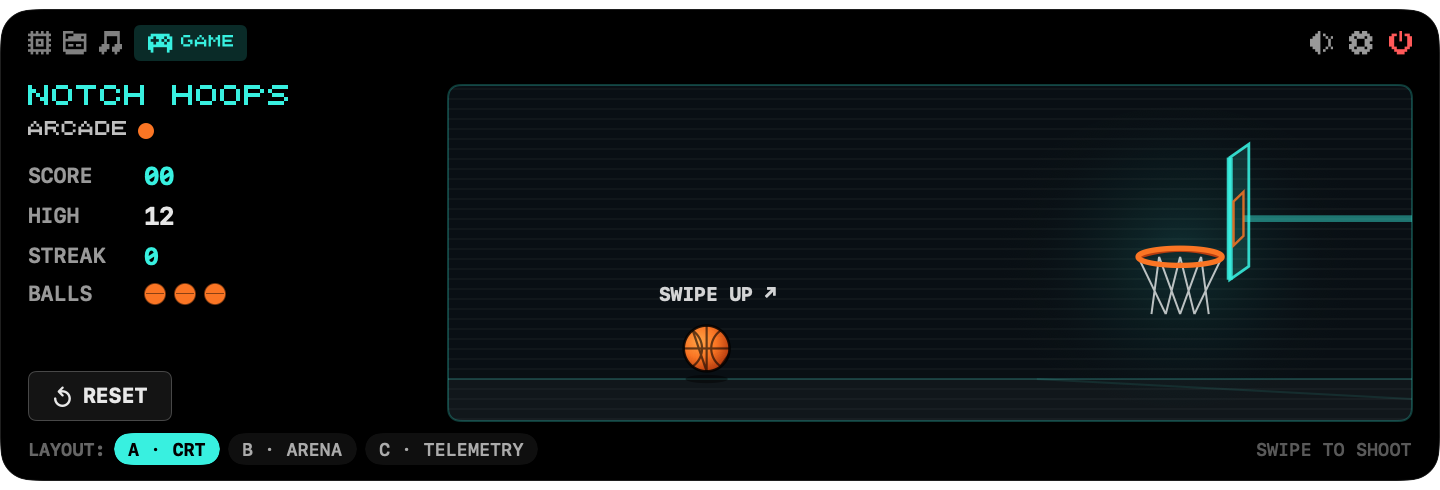 GAME
NOTCH HOOPS
ARCADE
SCORE 00
HIGH 12
STREAK 0
BALLS
SWIPE UP ↗
RESET
LAYOUT: A · CRT B · ARENA C · TELEMETRY
SWIPE TO SHOOT